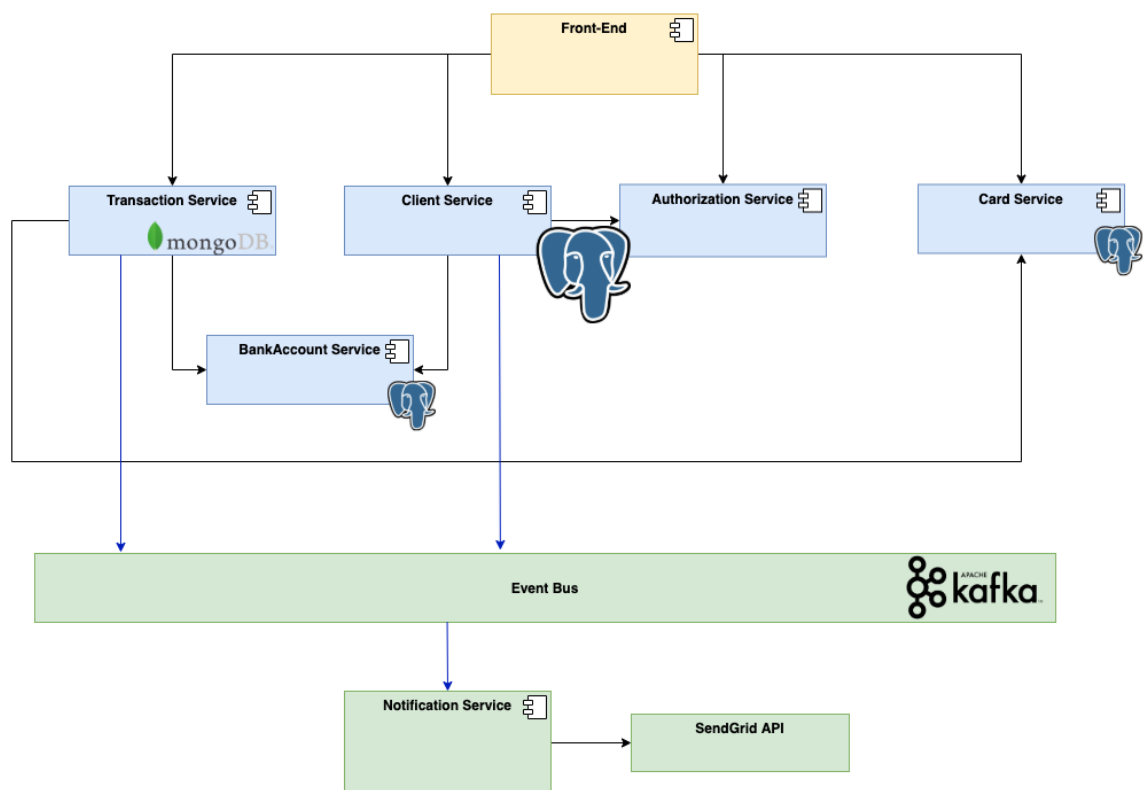 Front-End
Transaction Service
mongoDB
Client Service
Authorization Service
Card Service
BankAccount Service
Event Bus
APACHE
kafka
Notification Service
SendGrid API